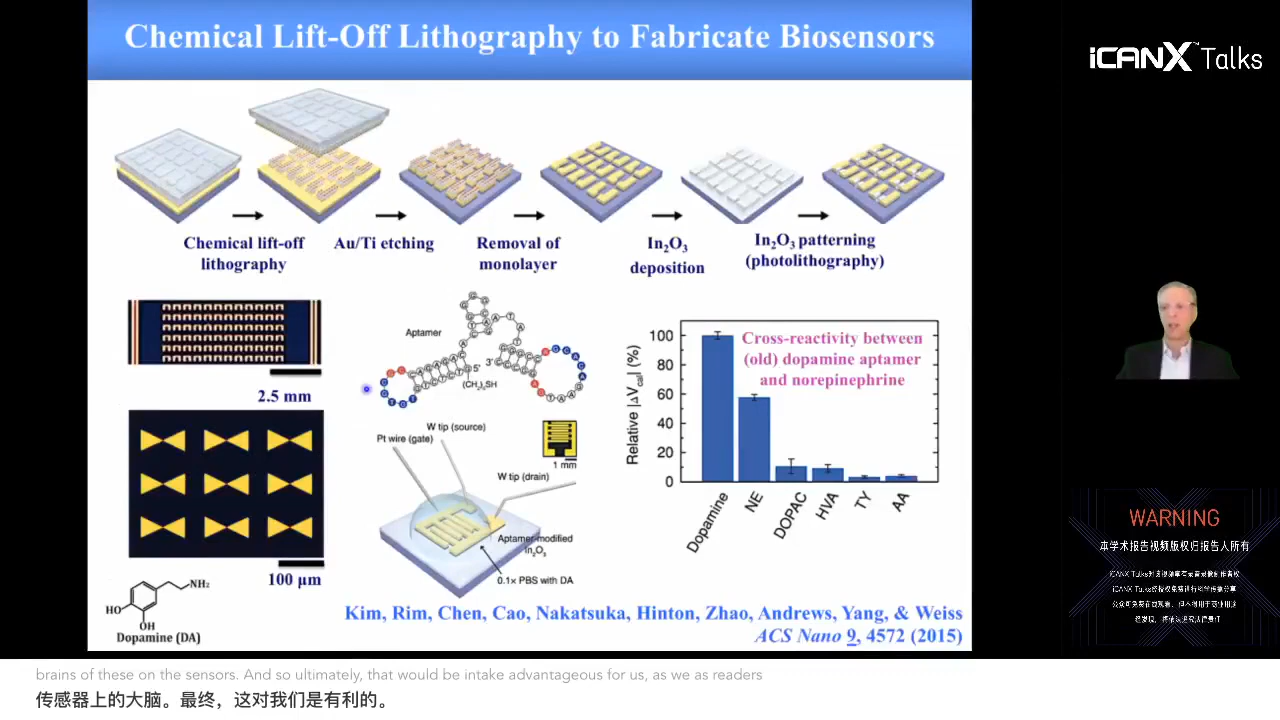 Chemical Lift-Off Lithography to Fabricate Biosensors
iCANX™ Talks
Chemical lift-off
lithography
Au/Ti etching
Removal of
monolayer
In2O3
deposition
In2O3 patterning
(photolithography)
2.5 mm
100 µm
HO
OH
NH2
Dopamine (DA)
Aptamer
5'
3'
Pt wire (gate)
W tip (source)
W tip (drain)
1 mm
Aptamer-modified
In2O3
0.1× PBS with DA
Relative |ΔVcal| (%)
100
80
60
40
20
0
Cross-reactivity between
(old) dopamine aptamer
and norepinephrine
Dopamine
NE
DOPAC
HVA
TY
AA
Kim, Rim, Chen, Cao, Nakatsuka, Hinton, Zhao, Andrews, Yang, & Weiss
ACS Nano 9, 4572 (2015)
WARNING
本学术报告视频版权归报告人所有
brains of these on the sensors. And so ultimately, that would be intake advantageous for us, as we as readers
传感器上的大脑。最终，这对我们是有利的。